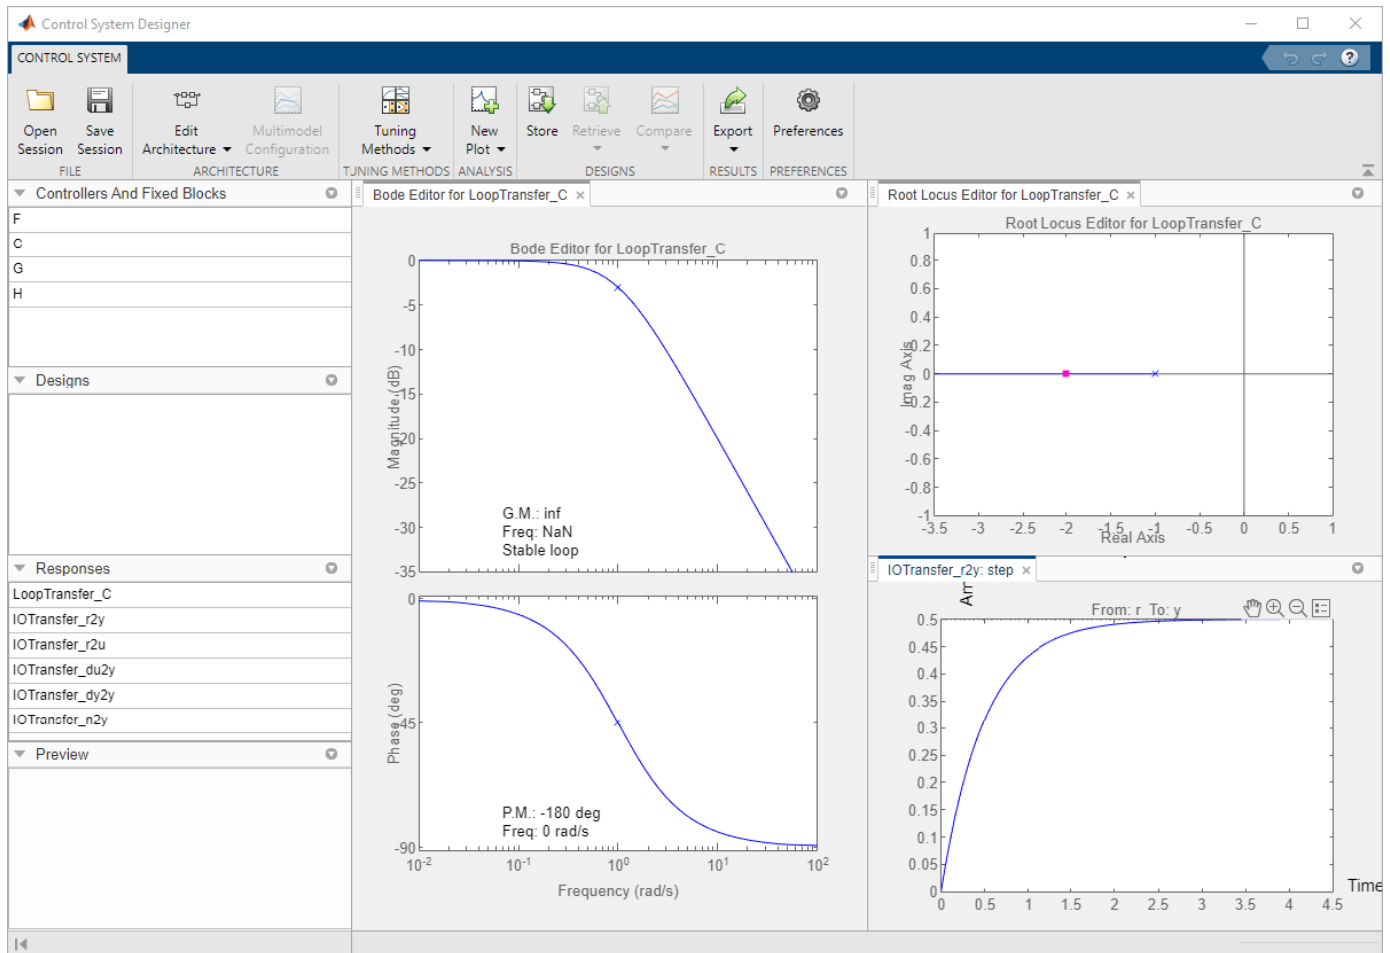 Control System Designer
CONTROL SYSTEM
?
Open Session
Save Session
Edit Architecture
Multimodel Configuration
Tuning Methods
New Plot
Store
Retrieve
Compare
Export
Preferences
FILE
ARCHITECTURE
TUNING METHODS
ANALYSIS
DESIGNS
RESULTS
PREFERENCES
Controllers And Fixed Blocks
F
C
G
H
Designs
Responses
LoopTransfer_C
IOTransfer_r2y
IOTransfer_r2u
IOTransfer_du2y
IOTransfer_dy2y
IOTransfer_n2y
Preview
Bode Editor for LoopTransfer_C
Bode Editor for LoopTransfer_C
0
-5
-10
-15
-20
-25
-30
-35
Magnitude (dB)
G.M.: inf
Freq: NaN
Stable loop
0
-45
-90
Phase (deg)
P.M.: -180 deg
Freq: 0 rad/s
10-2 10-1 100 101 102
Frequency (rad/s)
Root Locus Editor for LoopTransfer_C
Root Locus Editor for LoopTransfer_C
1
0.8
0.6
0.4
0.2
0
-0.2
-0.4
-0.6
-0.8
-1
Imag Axis
-3.5 -3 -2.5 -2 -1.5 -1 -0.5 0 0.5 1
Real Axis
IOTransfer_r2y: step
Am
From: r To: y
0.5
0.45
0.4
0.35
0.3
0.25
0.2
0.15
0.1
0.05
0
0 0.5 1 1.5 2 2.5 3 3.5 4 4.5
Time